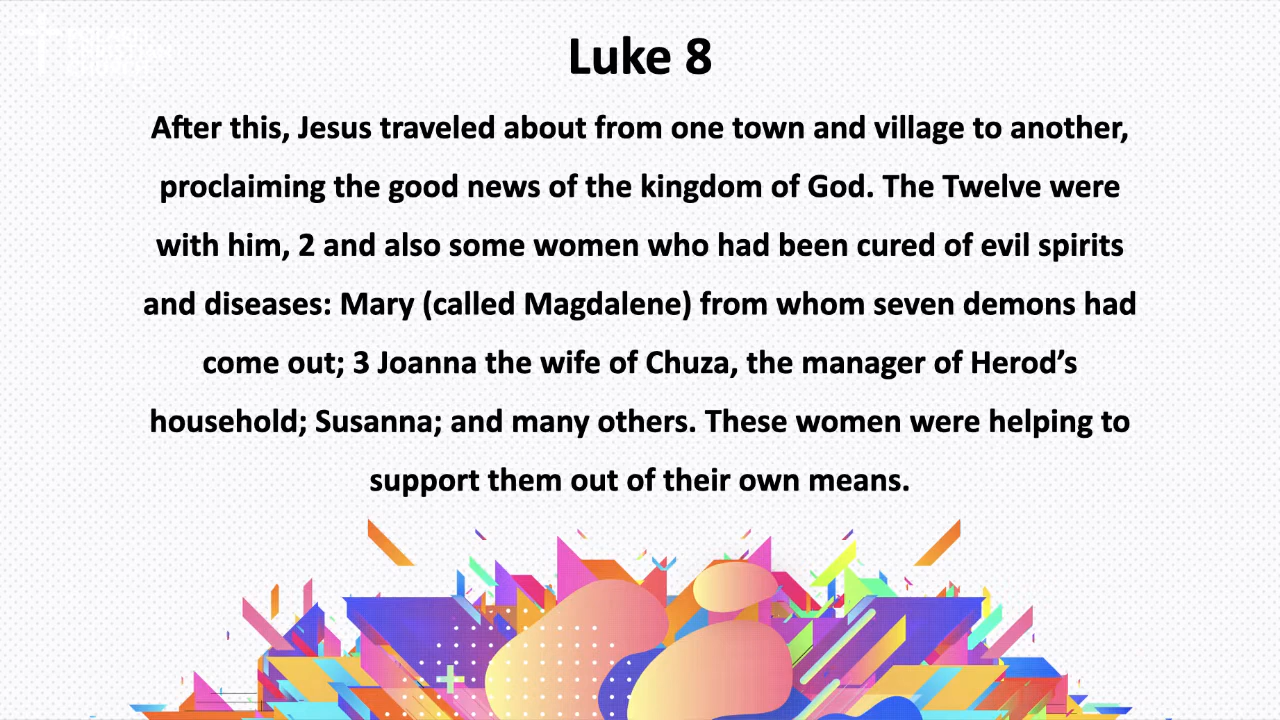 Luke 8
After this, Jesus traveled about from one town and village to another,
proclaiming the good news of the kingdom of God. The Twelve were
with him, 2 and also some women who had been cured of evil spirits
and diseases: Mary (called Magdalene) from whom seven demons had
come out; 3 Joanna the wife of Chuza, the manager of Herod’s
household; Susanna; and many others. These women were helping to
support them out of their own means.